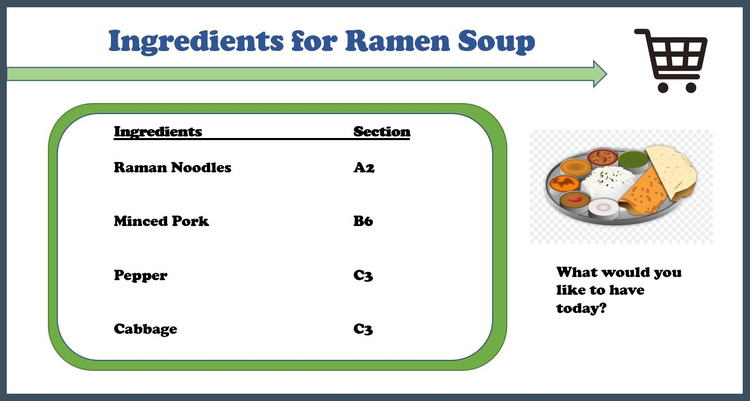 Ingredients for Ramen Soup
Ingredients Section
Raman Noodles A2
Minced Pork B6
Pepper C3
Cabbage C3
What would you
like to have
today?